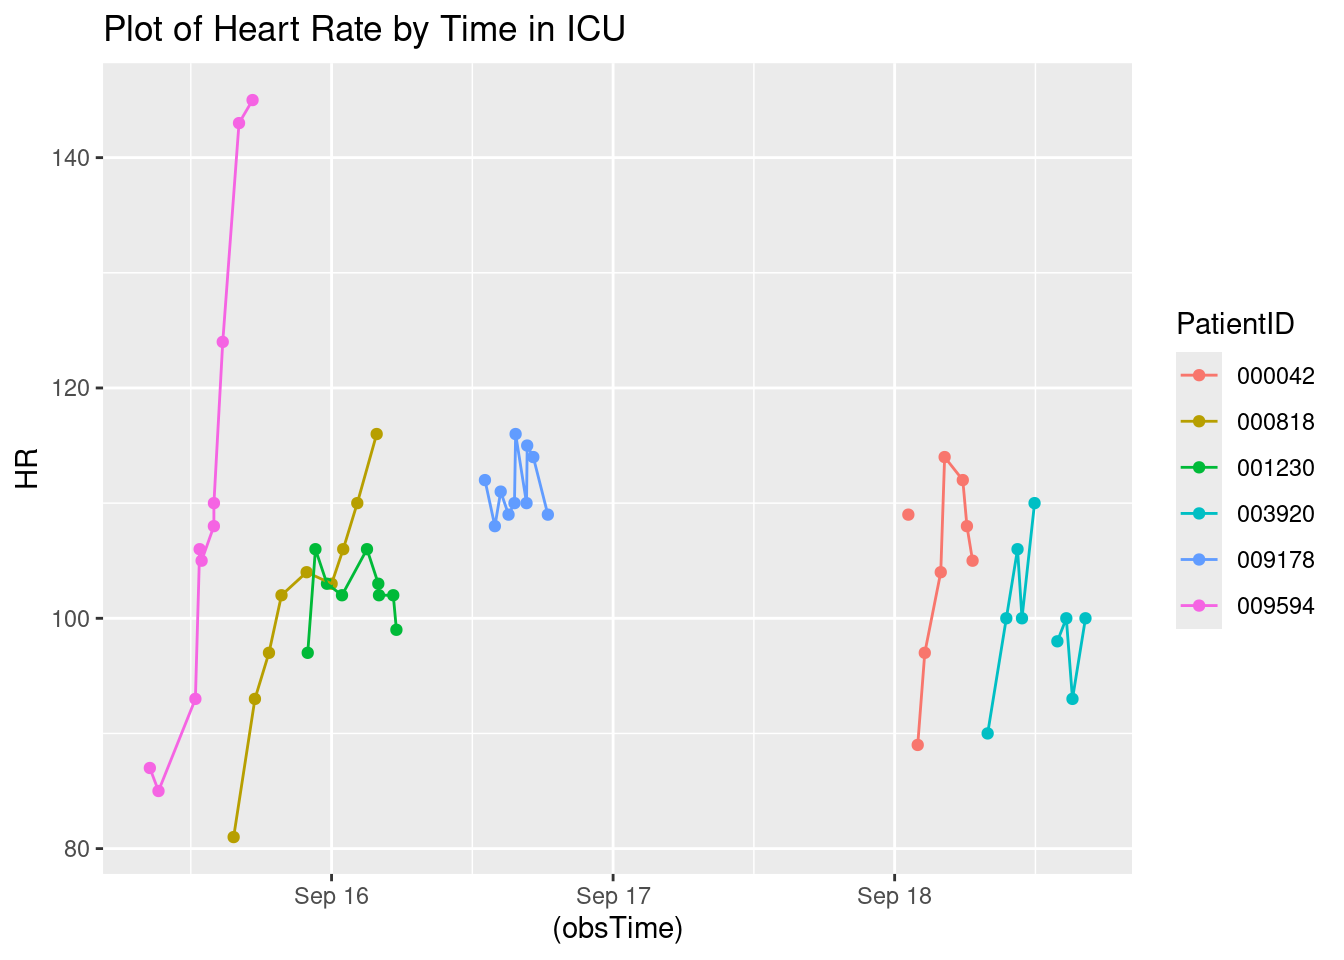 Plot of Heart Rate by Time in ICU
140
120
100
80
HR
Sep 16 Sep 17 Sep 18
(obsTime)
PatientID
000042
000818
001230
003920
009178
009594